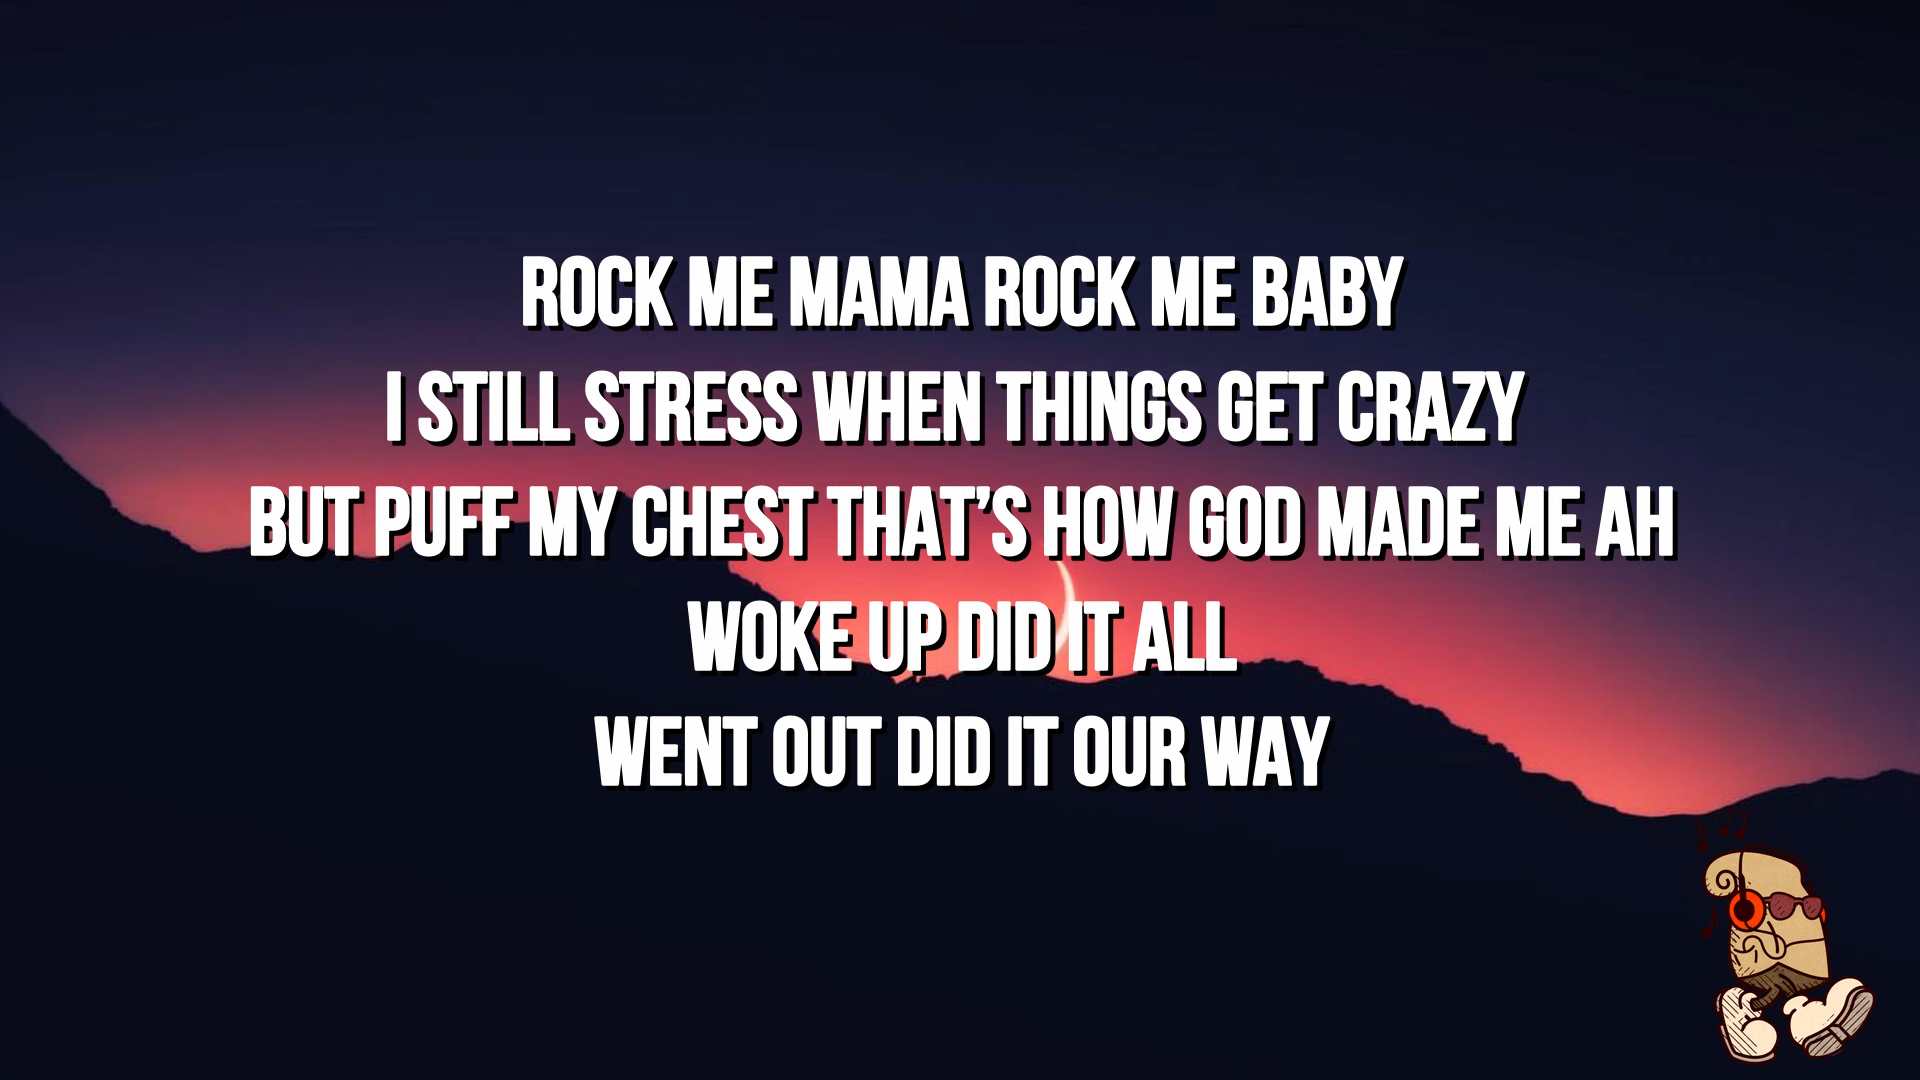 ROCK ME MAMA ROCK ME BABY
I STILL STRESS WHEN THINGS GET CRAZY
BUT PUFF MY CHEST THAT’S HOW GOD MADE ME AH
WOKE UP DID IT ALL
WENT OUT DID IT OUR WAY